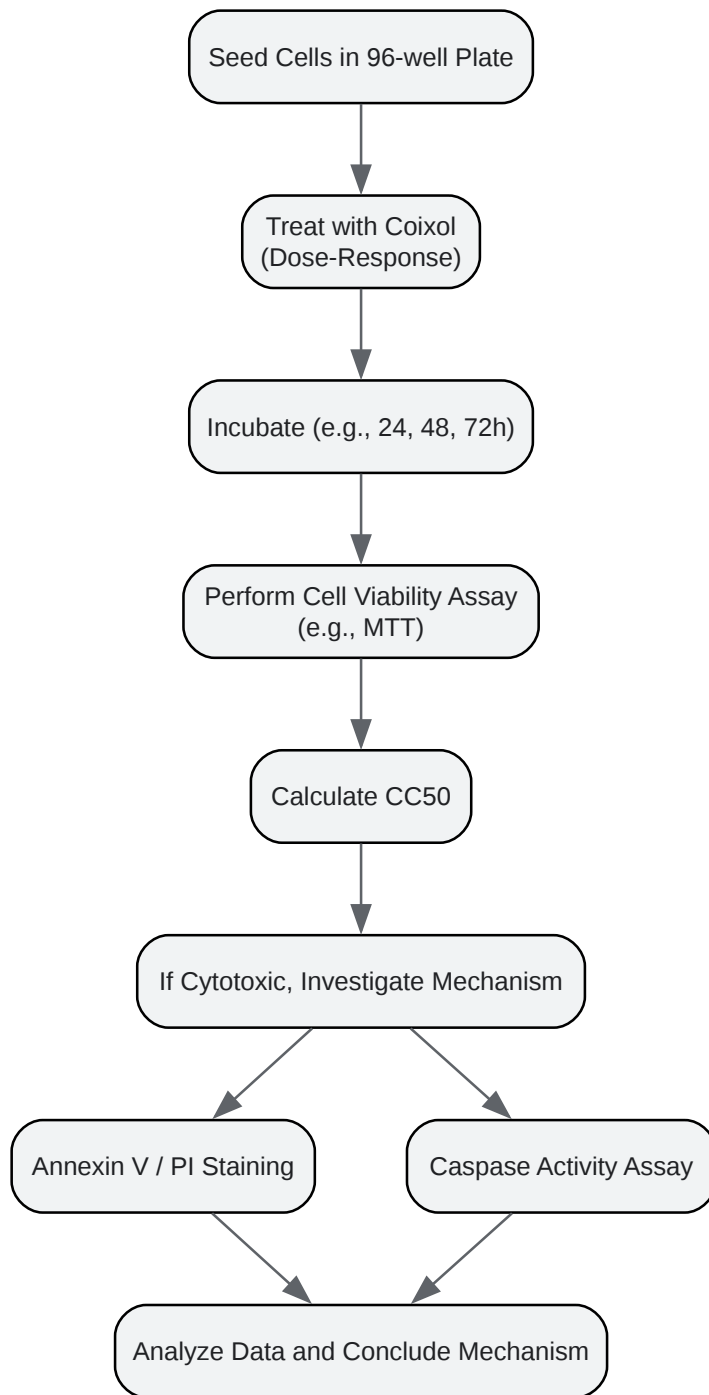 Seed Cells in 96-well Plate
Treat with Coixol
(Dose-Response)
Incubate (e.g., 24, 48, 72h)
Perform Cell Viability Assay
(e.g., MTT)
Calculate CC50
If Cytotoxic, Investigate Mechanism
Annexin V / PI Staining
Caspase Activity Assay
Analyze Data and Conclude Mechanism